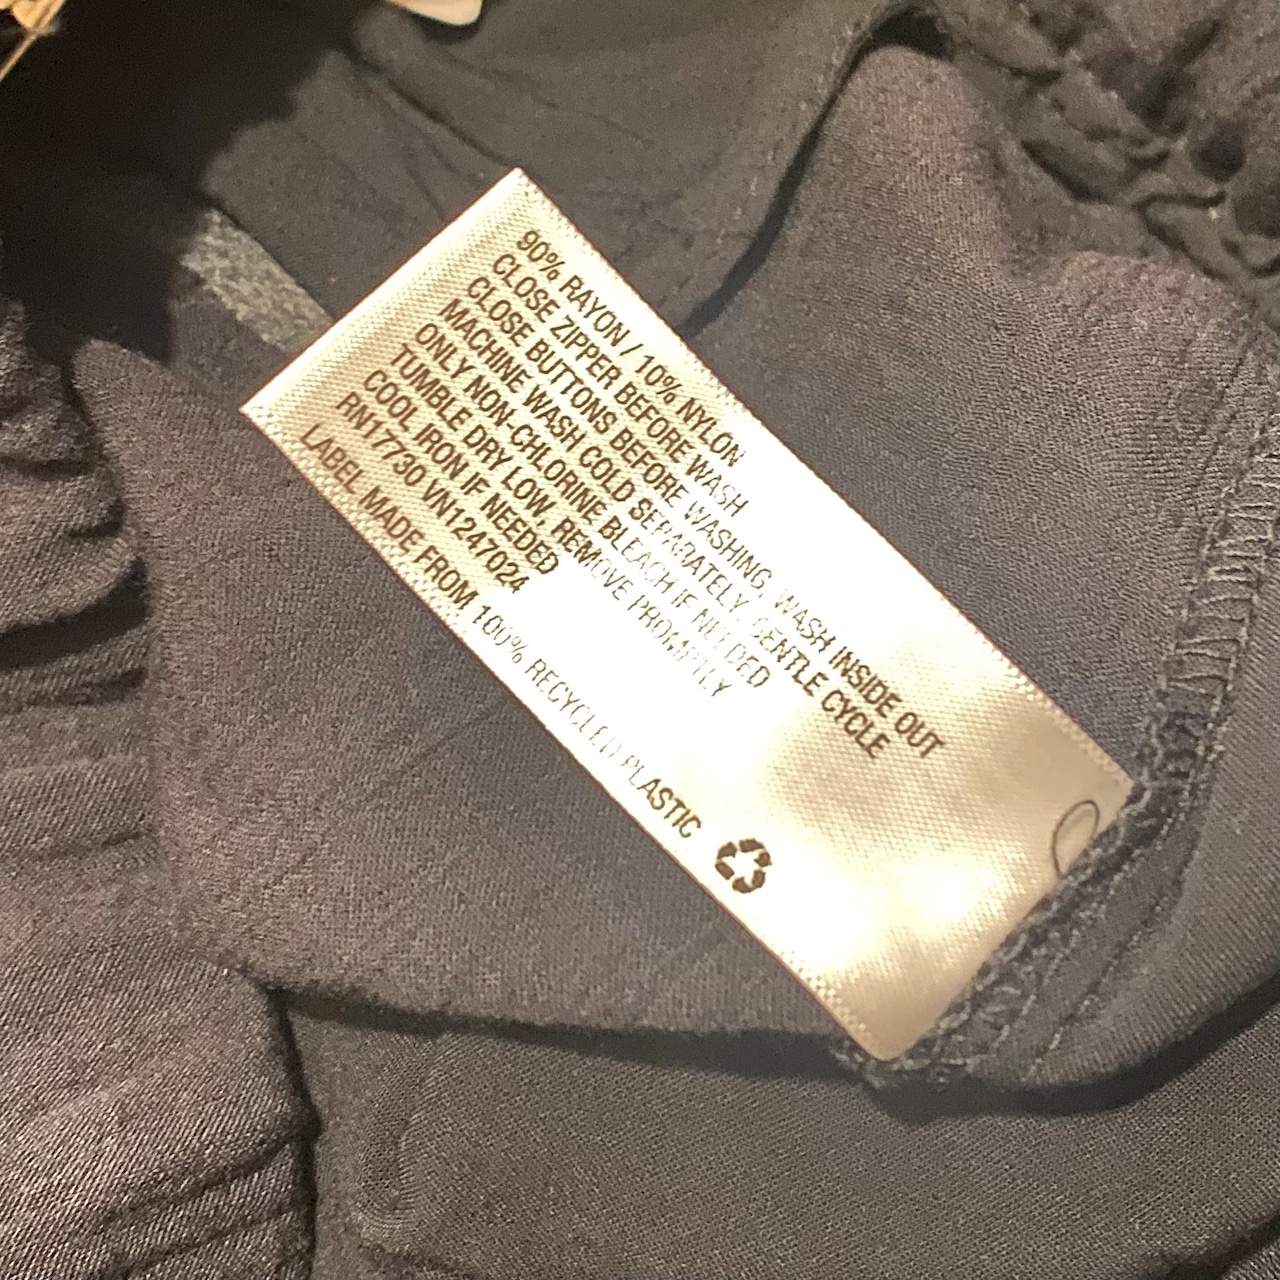 90% RAYON / 10% NYLON
CLOSE ZIPPER BEFORE WASH
CLOSE BUTTONS BEFORE WASHING, WASH INSIDE OUT
MACHINE WASH COLD SEPARATELY, GENTLE CYCLE
ONLY NON-CHLORINE BLEACH IF NEEDED
TUMBLE DRY LOW, REMOVE PROMPTLY
COOL IRON IF NEEDED
RN17730 VN1247024
LABEL MADE FROM 100% RECYCLED PLASTIC